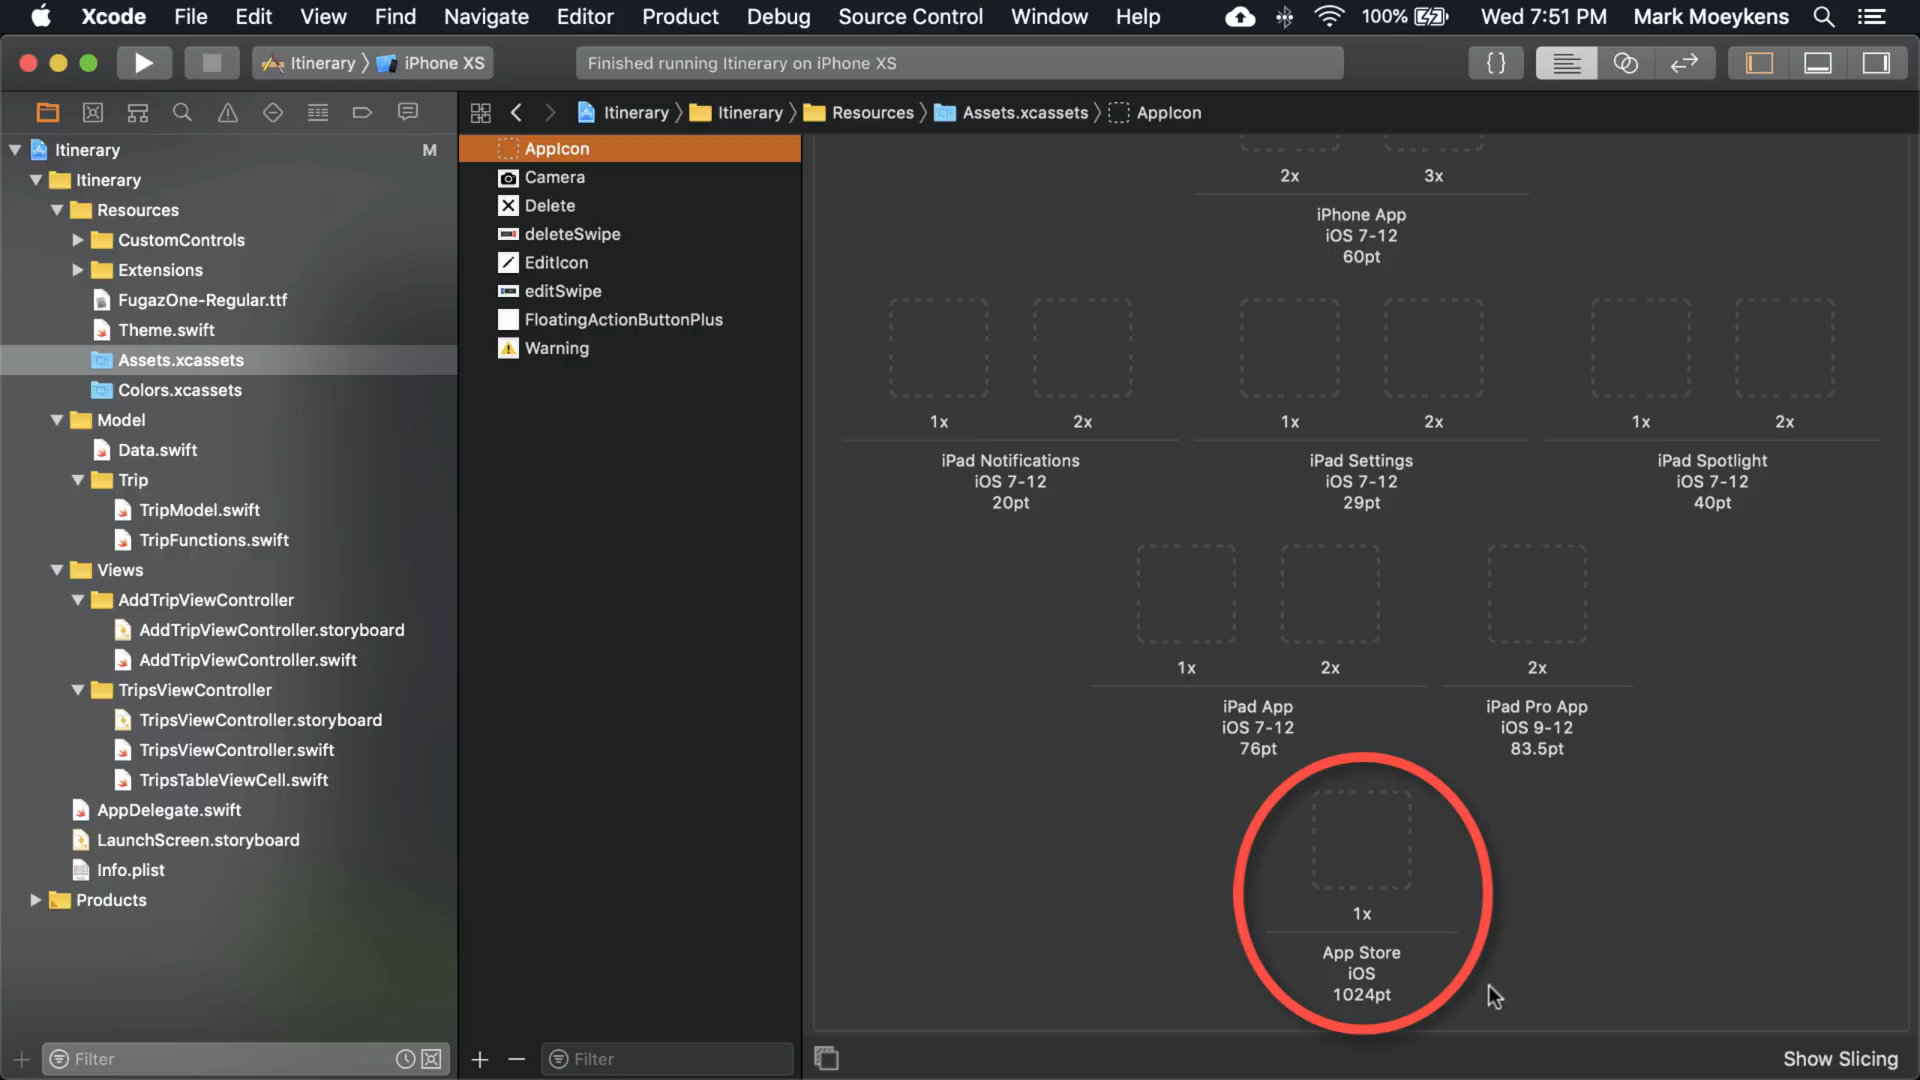 Xcode File Edit View Find Navigate Editor Product Debug Source Control Window Help 100% Wed 7:51 PM Mark Moeykens
Itinerary iPhone XS Finished running Itinerary on iPhone XS { }
Itinerary Itinerary Resources Assets.xcassets AppIcon
Itinerary M
Itinerary
Resources
CustomControls
Extensions
FugazOne-Regular.ttf
Theme.swift
Assets.xcassets
Colors.xcassets
Model
Data.swift
Trip
TripModel.swift
TripFunctions.swift
Views
AddTripViewController
AddTripViewController.storyboard
AddTripViewController.swift
TripsViewController
TripsViewController.storyboard
TripsViewController.swift
TripsTableViewCell.swift
AppDelegate.swift
LaunchScreen.storyboard
Info.plist
Products
Filter
AppIcon
Camera
Delete
deleteSwipe
EditIcon
editSwipe
FloatingActionButtonPlus
Warning
Filter
2x 3x
iPhone App
iOS 7-12
60pt
1x 2x
iPad Notifications
iOS 7-12
20pt
1x 2x
iPad Settings
iOS 7-12
29pt
1x 2x
iPad Spotlight
iOS 7-12
40pt
1x 2x
iPad App
iOS 7-12
76pt
2x
iPad Pro App
iOS 9-12
83.5pt
1x
App Store
iOS
1024pt
Show Slicing